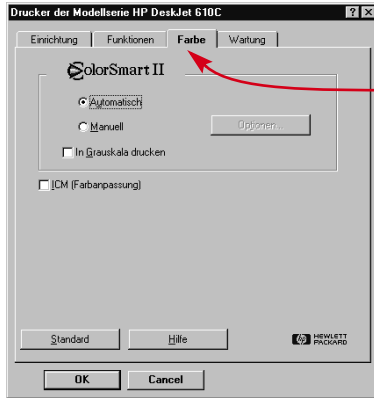 Drucker der Modellserie HP DeskJet 610C
Einrichtung Funktionen Farbe Wartung
ColorSmart II
Automatisch
Manuell Optionen...
In Grauskala drucken
ICM (Farbanpassung)
Standard Hilfe hp HEWLETT
PACKARD
OK Cancel